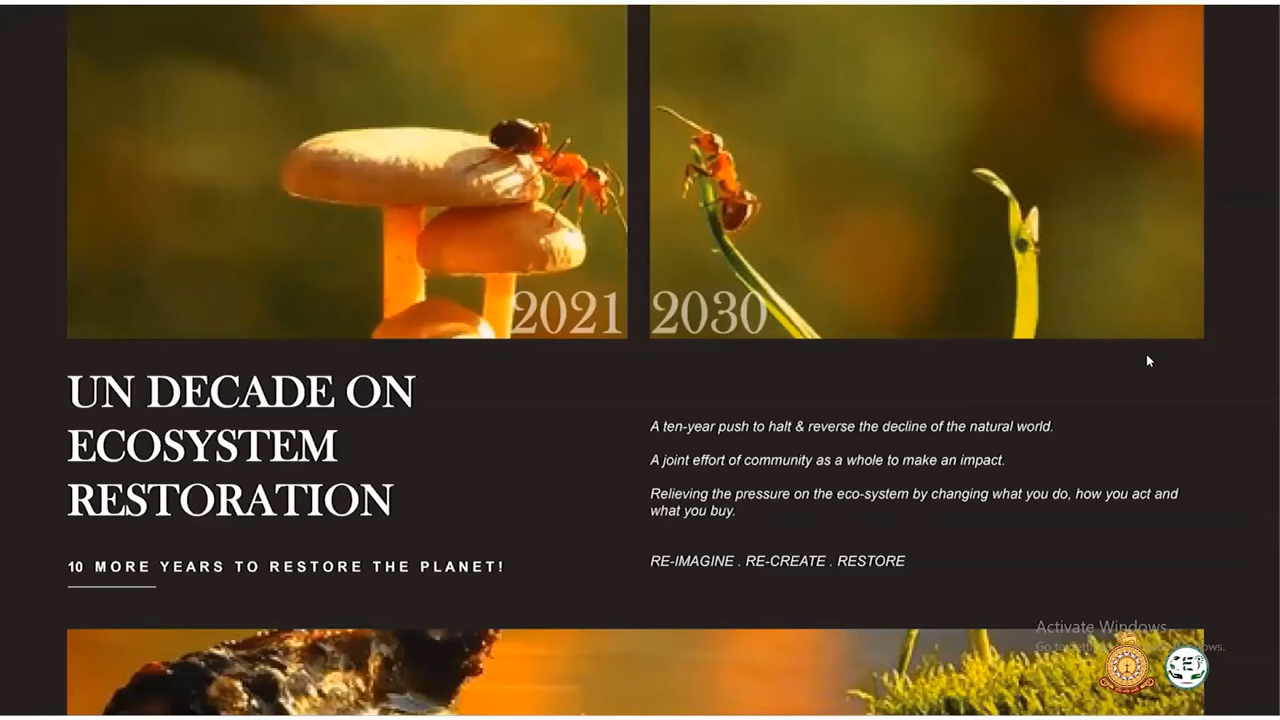 2021 2030
UN DECADE ON
ECOSYSTEM
RESTORATION
10 MORE YEARS TO RESTORE THE PLANET!
A ten-year push to halt & reverse the decline of the natural world.
A joint effort of community as a whole to make an impact.
Relieving the pressure on the eco-system by changing what you do, how you act and
what you buy.
RE-IMAGINE . RE-CREATE . RESTORE
Activate Windows
Go to